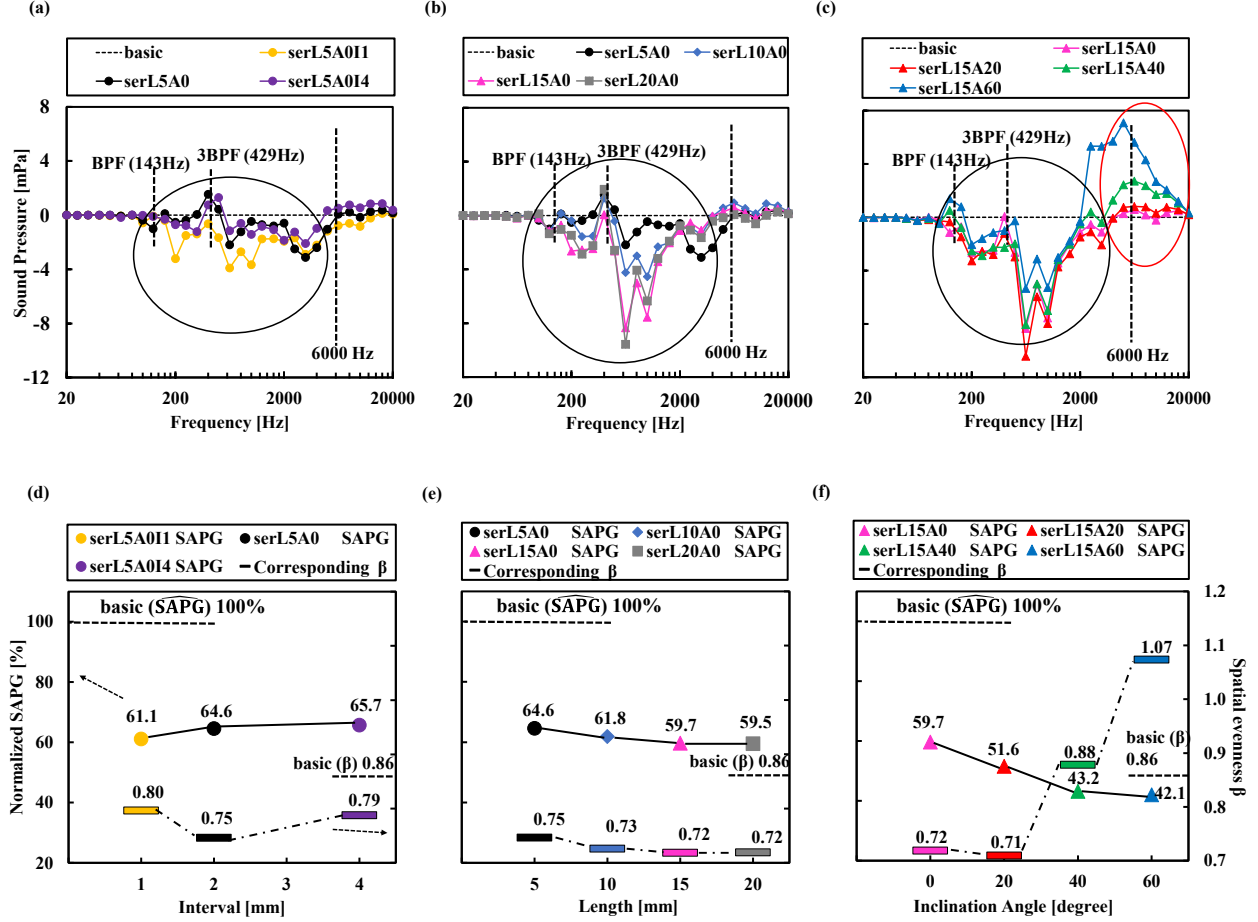 (a)
basic
serL5A0I1
serL5A0
serL5A0I4
Sound Pressure [mPa]
8
4
0
-4
-8
-12
BPF (143Hz)
3BPF (429Hz)
6000 Hz
20
200
2000
20000
Frequency [Hz]
(b)
basic
serL5A0
serL10A0
serL15A0
serL20A0
BPF (143Hz)
3BPF (429Hz)
6000 Hz
20
200
2000
20000
Frequency [Hz]
(c)
basic
serL15A0
serL15A20
serL15A40
serL15A60
BPF (143Hz)
3BPF (429Hz)
6000 Hz
20
200
2000
20000
Frequency [Hz]
(d)
serL5A0I1 SAPG
serL5A0 SAPG
serL5A0I4 SAPG
Corresponding β
Normalized SAPG [%]
100
80
60
40
20
basic (SAPG) 100%
61.1
64.6
65.7
basic (β) 0.86
0.80
0.75
0.79
1
2
3
4
Interval [mm]
(e)
serL5A0 SAPG
serL10A0 SAPG
serL15A0 SAPG
serL20A0 SAPG
Corresponding β
basic (SAPG) 100%
64.6
61.8
59.7
59.5
basic (β) 0.86
0.75
0.73
0.72
0.72
5
10
15
20
Length [mm]
(f)
serL15A0 SAPG
serL15A20 SAPG
serL15A40 SAPG
serL15A60 SAPG
Corresponding β
basic (SAPG) 100%
1.07
59.7
51.6
0.88
basic (β)
0.86
43.2
42.1
0.72
0.71
1.2
1.1
1.0
0.9
0.8
0.7
Spatial evenness β
0
20
40
60
Inclination Angle [degree]